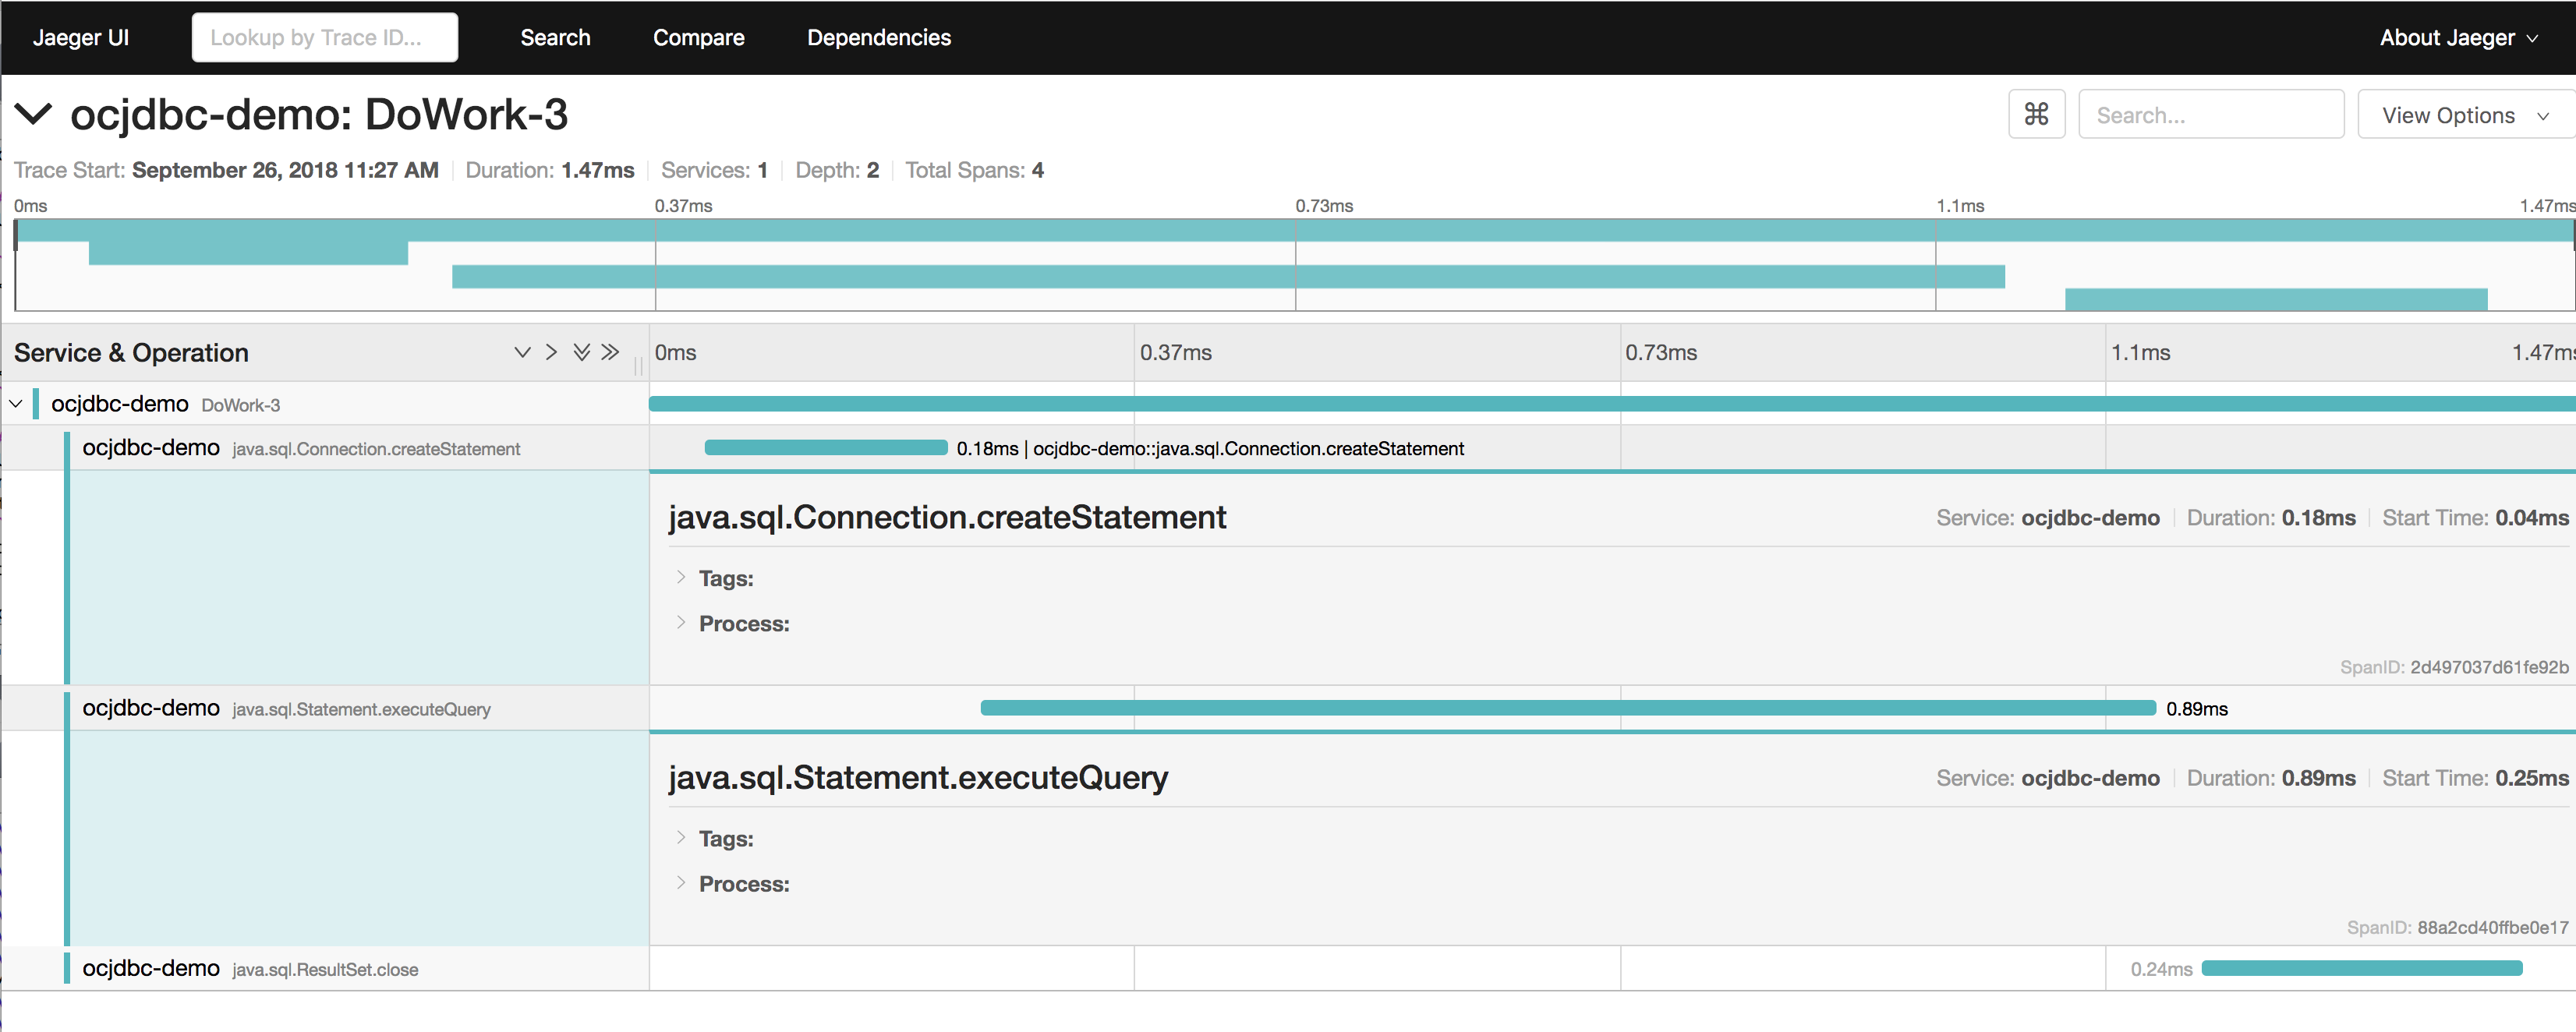 Jaeger UI Lookup by Trace ID... Search Compare Dependencies About Jaeger
ocjdbc-demo: DoWork-3 ⌘ Search... View Options
Trace Start: September 26, 2018 11:27 AM Duration: 1.47ms Services: 1 Depth: 2 Total Spans: 4
0ms 0.37ms 0.73ms 1.1ms 1.47ms
Service & Operation 0ms 0.37ms 0.73ms 1.1ms 1.47ms
ocjdbc-demo DoWork-3
ocjdbc-demo java.sql.Connection.createStatement 0.18ms | ocjdbc-demo::java.sql.Connection.createStatement
java.sql.Connection.createStatement Service: ocjdbc-demo Duration: 0.18ms Start Time: 0.04ms
Tags:
Process:
SpanID: 2d497037d61fe92b
ocjdbc-demo java.sql.Statement.executeQuery 0.89ms
java.sql.Statement.executeQuery Service: ocjdbc-demo Duration: 0.89ms Start Time: 0.25ms
Tags:
Process:
SpanID: 88a2cd40ffbe0e17
ocjdbc-demo java.sql.ResultSet.close 0.24ms